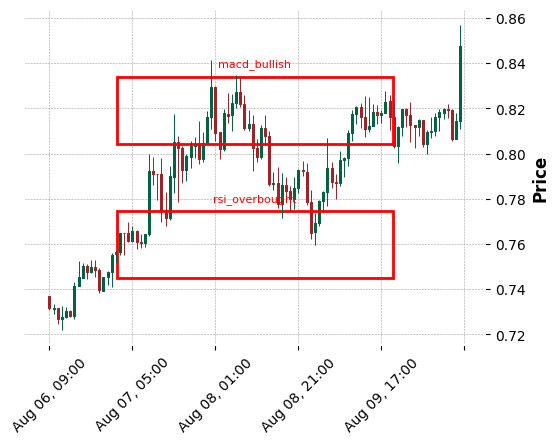 0.86
0.84
macd_bullish
0.82
0.80
0.78
rsi_overbought
0.76
0.74
0.72
Price
Aug 06, 09:00
Aug 07, 05:00
Aug 08, 01:00
Aug 08, 21:00
Aug 09, 17:00